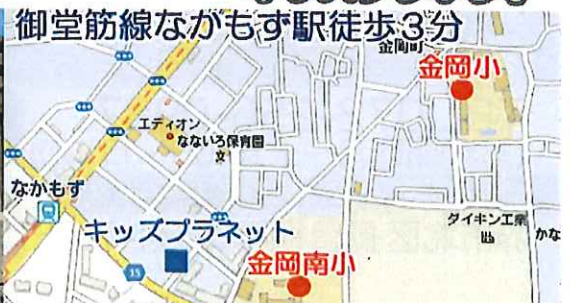 御堂筋線なかもず駅徒歩3分
金岡町
金岡小
エディオン
なないろ保育園
なかもず
キッズプラネット
ダイキン工業
かな
金岡南小
35